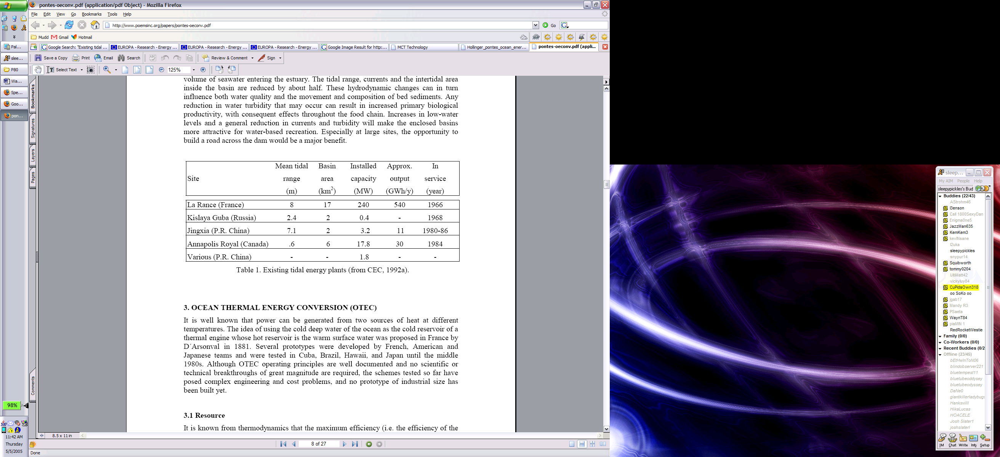 pontes-oeconv.pdf (application/pdf Object) - Mozilla Firefox
File Edit View Go Bookmarks Tools Help
http://www.poemsinc.org/papers/pontes-oeconv.pdf Go
Mudd Gmail Hotmail
Google Search: "Existing tidal ... EUROPA - Research - Energy ... EUROPA - Research - Energy ... EUROPA - Research - Energy ... Google Image Result for http:... MCT Technology Hollinger_pontes_ocean_ener... pontes-oeconv.pdf (appli...
Save a Copy Print Email Search Review & Comment Sign
Select Text 125%
Pal...
slee...
P80
Wa...
Spe...
Goo...
pon...
98%
11:42 AM
Thursday
5/5/2005
Bookmarks
Signatures
Layers
Pages
Comments
volume of seawater entering the estuary. The tidal range, currents and the intertidal area
inside the basin are reduced by about half. These hydrodynamic changes can in turn
influence both water quality and the movement and composition of bed sediments. Any
reduction in water turbidity that may occur can result in increased primary biological
productivity, with consequent effects throughout the food chain. Increases in low-water
levels and a general reduction in currents and turbidity will make the enclosed basins
more attractive for water-based recreation. Especially at large sites, the opportunity to
build a road across the dam would be a major benefit.
Mean tidal Basin Installed Approx. In
Site range area capacity output service
(m) (km²) (MW) (GWh/y) (year)
La Rance (France) 8 17 240 540 1966
Kislaya Guba (Russia) 2.4 2 0.4 - 1968
Jingxia (P.R. China) 7.1 2 3.2 11 1980-86
Annapolis Royal (Canada) .6 6 17.8 30 1984
Various (P.R. China) - - 1.8 - -
Table 1. Existing tidal energy plants (from CEC, 1992a).
3. OCEAN THERMAL ENERGY CONVERSION (OTEC)
It is well known that power can be generated from two sources of heat at different
temperatures. The idea of using the cold deep water of the ocean as the cold reservoir of a
thermal engine whose hot reservoir is the warm surface water was proposed in France by
D´Arsonval in 1881. Several prototypes were developed by French, American and
Japanese teams and were tested in Cuba, Brazil, Hawaii, and Japan until the middle
1980s. Although OTEC operating principles are well documented and no scientific or
technical breakthroughs of great magnitude are required, the schemes tested so far have
posed complex engineering and cost problems, and no prototype of industrial size has
been built yet.
3.1 Resource
It is known from thermodynamics that the maximum efficiency (i.e. the efficiency of the
8.5 x 11 in
8 of 27
Done
sleep...
My AIM People Help
sleepypickles's Bud
Buddies (22/43)
AStrohm46
l3enson
Call 1800SexyDan
Enigma0ne5
JazzMan635
KemKem3
kevINsane
l2uka
sleepypickles
snypur14
Squibworth
tommy0204
UltiMatt42
vickyluy84
CuPidsOwn318
oo SoKo oo
jgab17
Mandy R3
PSaeta
WaynT84
piaMIN 1
RedRocketWestie
Family (0/0)
Co-Workers (0/0)
Recent Buddies (0/2
Offline (23/45)
bEtHwInToN06
blindobserver221
bluetempest11
bluetubeoddysey
bluetubeodyssey
DaNe0
giantkillerladybugs
Hanksvilll
HikaLucas
HOACELE
Josh Slater1
joshslaterl
IM Chat Write Info Setup